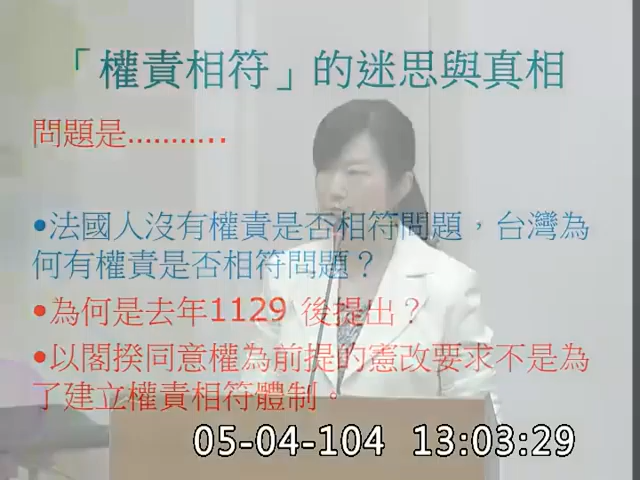 「權責相符」的迷思與真相
問題是………..
•法國人沒有權責是否相符問題，台灣為
何有權責是否相符問題？
•為何是去年1129 後提出？
•以閣揆同意權為前提的憲改要求不是為
了建立權責相符體制。
05-04-104 13:03:29